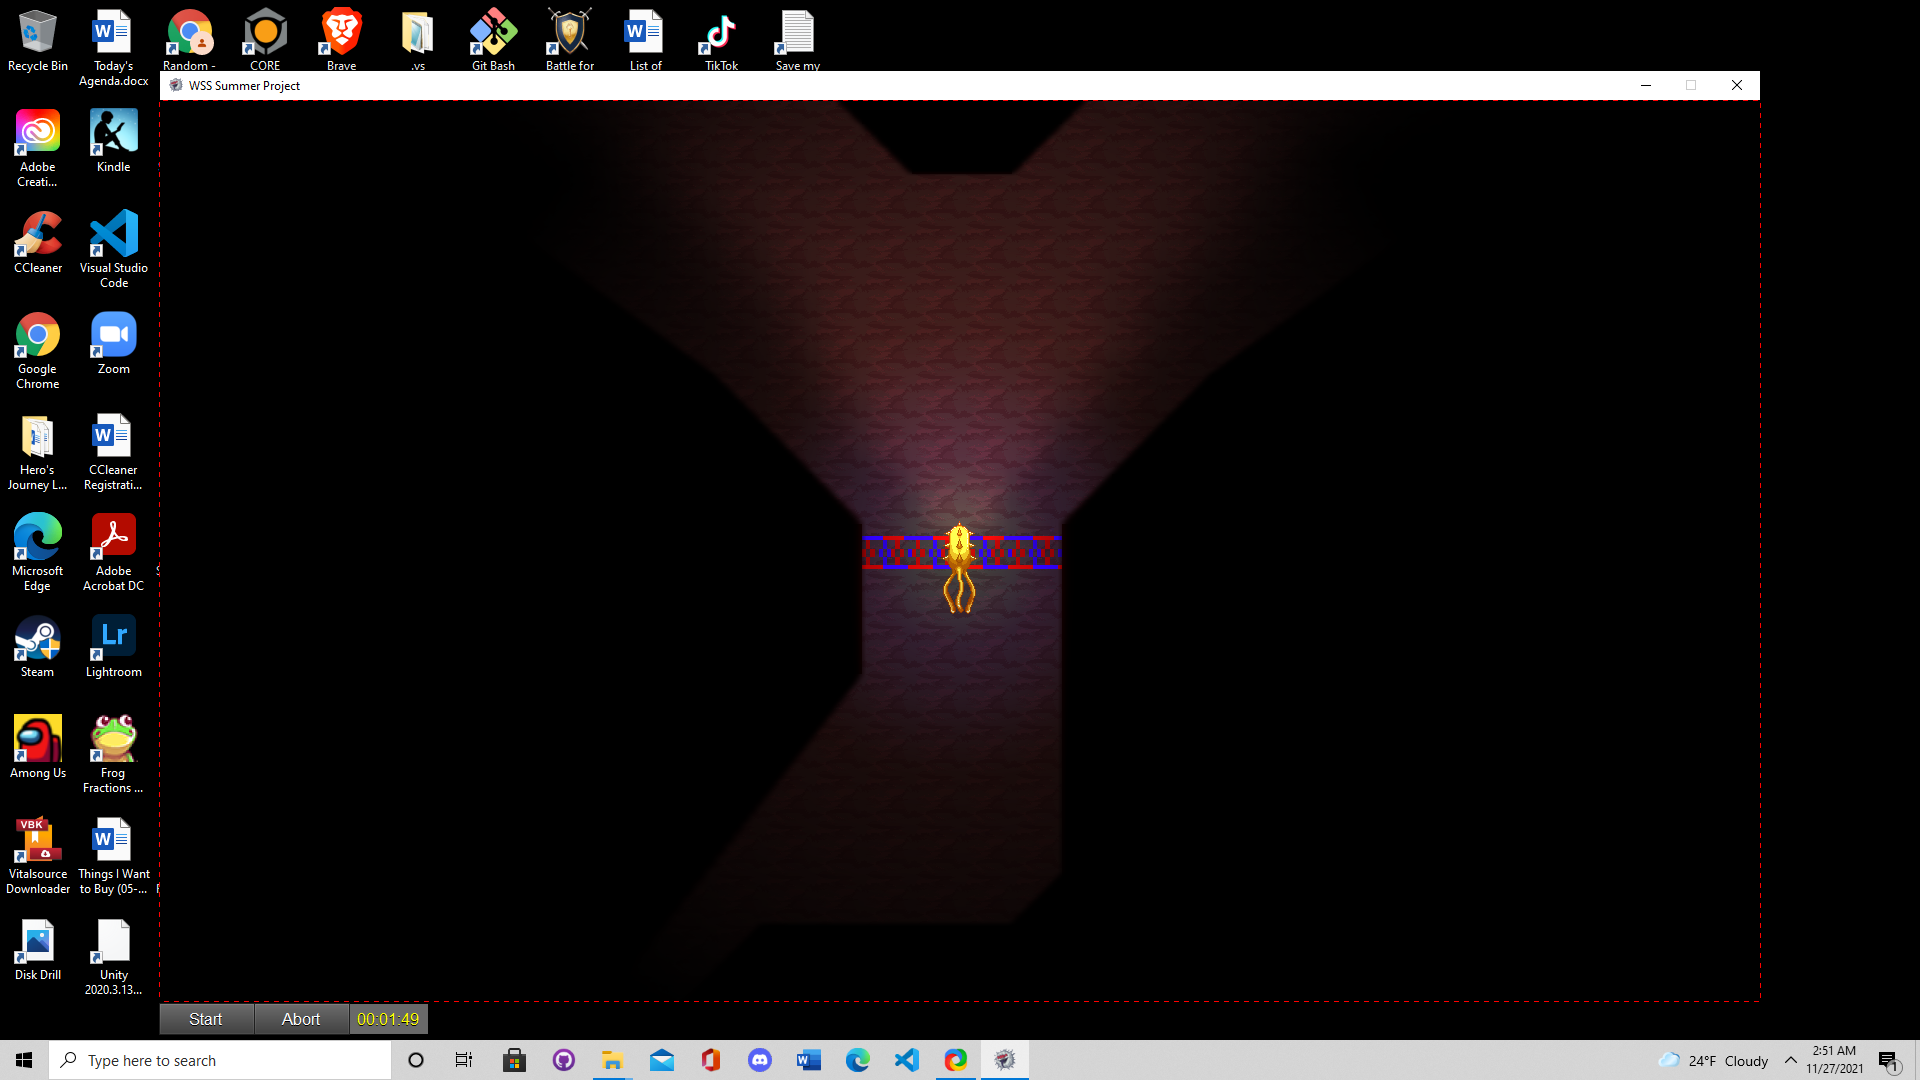 Recycle Bin
Today's
Agenda.docx
Random -
CORE
Brave
.vs
Git Bash
Battle for
List of
TikTok
Save my
WSS Summer Project
Adobe
Creati...
Kindle
CCleaner
Visual Studio
Code
Google
Chrome
Zoom
Hero's
Journey L...
CCleaner
Registrati...
Microsoft
Edge
Adobe
Acrobat DC
Steam
Lr
Lightroom
Among Us
Frog
Fractions ...
VBK
Vitalsource
Downloader
Things I Want
to Buy (05-...
Disk Drill
Unity
2020.3.13...
Start
Abort
00:01:49
Type here to search
24°F Cloudy
2:51 AM
11/27/2021
1